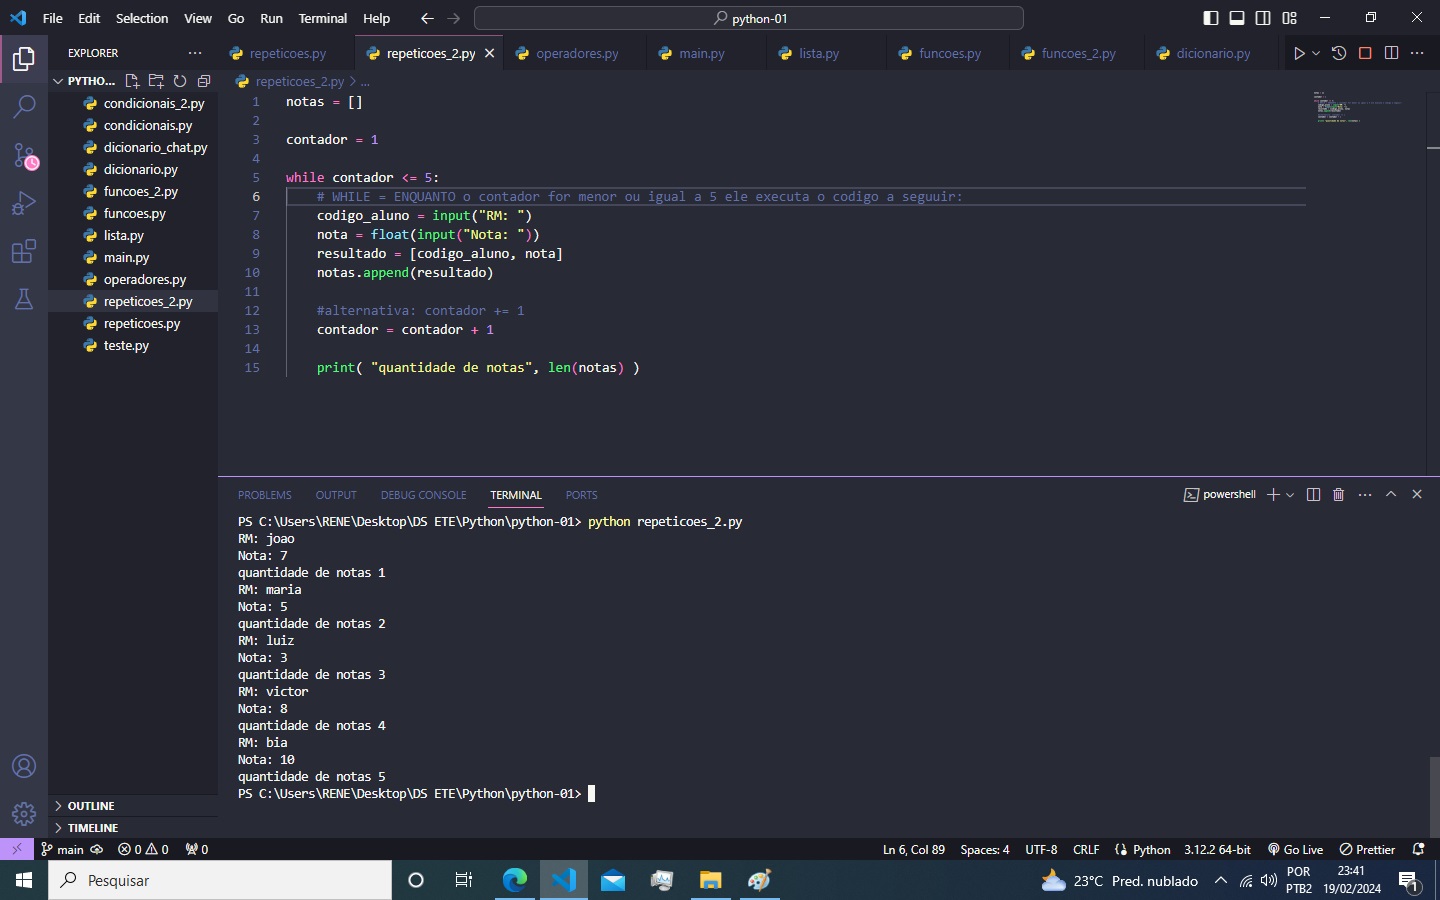 File Edit Selection View Go Run Terminal Help python-01
EXPLORER
repeticoes.py repeticoes_2.py operadores.py main.py lista.py funcoes.py funcoes_2.py dicionario.py
PYTHO...
condicionais_2.py
condicionais.py
dicionario_chat.py
dicionario.py
funcoes_2.py
funcoes.py
lista.py
main.py
operadores.py
repeticoes_2.py
repeticoes.py
teste.py
OUTLINE
TIMELINE
repeticoes_2.py > ...
1 notas = []
2
3 contador = 1
4
5 while contador <= 5:
6 # WHILE = ENQUANTO o contador for menor ou igual a 5 ele executa o codigo a seguuir:
7 codigo_aluno = input("RM: ")
8 nota = float(input("Nota: "))
9 resultado = [codigo_aluno, nota]
10 notas.append(resultado)
11
12 #alternativa: contador += 1
13 contador = contador + 1
14
15 print( "quantidade de notas", len(notas) )
PROBLEMS OUTPUT DEBUG CONSOLE TERMINAL PORTS powershell
PS C:\Users\RENE\Desktop\DS ETE\Python\python-01> python repeticoes_2.py
RM: joao
Nota: 7
quantidade de notas 1
RM: maria
Nota: 5
quantidade de notas 2
RM: luiz
Nota: 3
quantidade de notas 3
RM: victor
Nota: 8
quantidade de notas 4
RM: bia
Nota: 10
quantidade de notas 5
PS C:\Users\RENE\Desktop\DS ETE\Python\python-01>
main 0 0 0 Ln 6, Col 89 Spaces: 4 UTF-8 CRLF Python 3.12.2 64-bit Go Live Prettier
Pesquisar 23°C Pred. nublado
POR
PTB2
23:41
19/02/2024
1